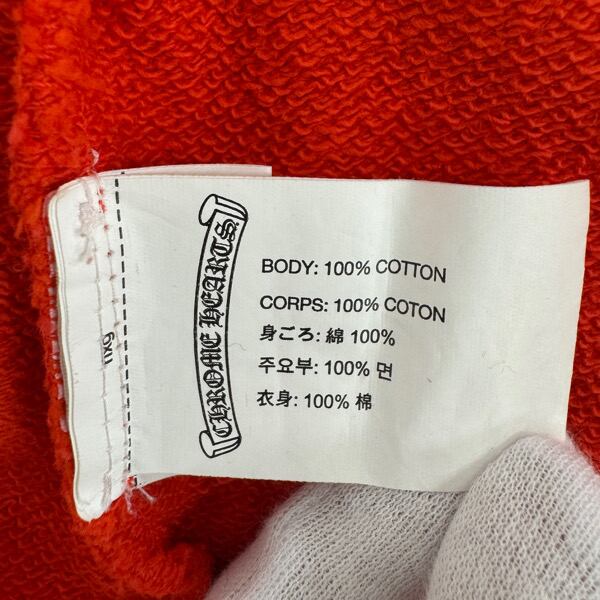 CHROME HEARTS
BODY: 100% COTTON
CORPS: 100% COTON
身ごろ: 綿 100%
주요부: 100% 면
衣身: 100% 棉